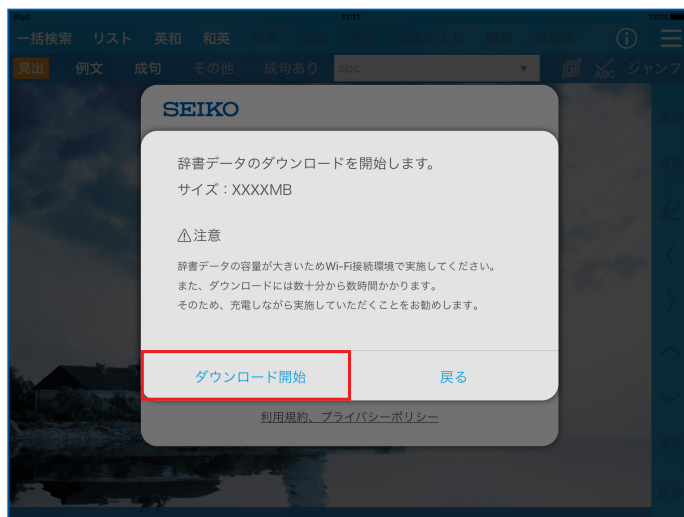 iPad 11:11 100%
一括検索 リスト 英和 和英
見出 例文 成句 その他 成句あり abc ABC ジャンプ
SEIKO
辞書データのダウンロードを開始します。
サイズ：XXXXMB
⚠注意
辞書データの容量が大きいためWi-Fi接続環境で実施してください。
また、ダウンロードには数十分から数時間かかります。
そのため、充電しながら実施していただくことをお勧めします。
ダウンロード開始 戻る
利用規約、プライバシーポリシー